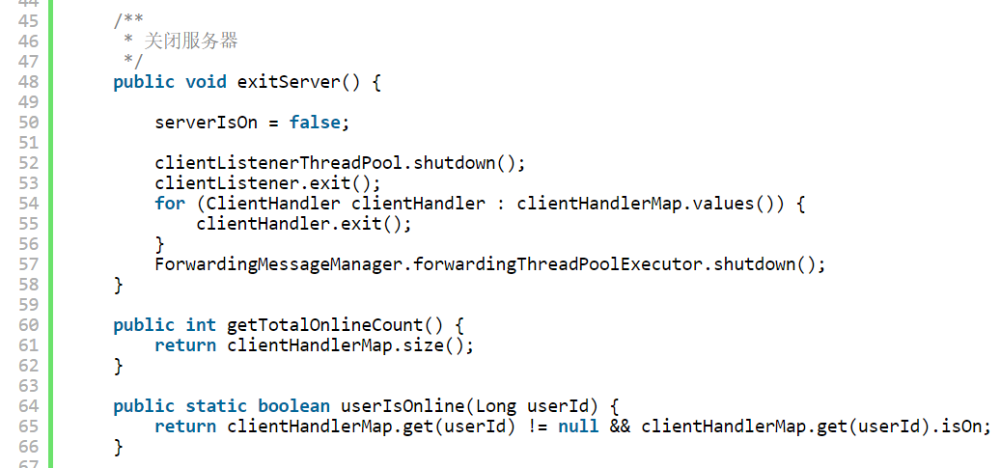 44
45 /**
46 * 关闭服务器
47 */
48 public void exitServer() {
49
50 serverIsOn = false;
51
52 clientListenerThreadPool.shutdown();
53 clientListener.exit();
54 for (ClientHandler clientHandler : clientHandlerMap.values()) {
55 clientHandler.exit();
56 }
57 ForwardingMessageManager.forwardingThreadPoolExecutor.shutdown();
58 }
59
60 public int getTotalOnlineCount() {
61 return clientHandlerMap.size();
62 }
63
64 public static boolean userIsOnline(Long userId) {
65 return clientHandlerMap.get(userId) != null && clientHandlerMap.get(userId).isOn;
66 }
67